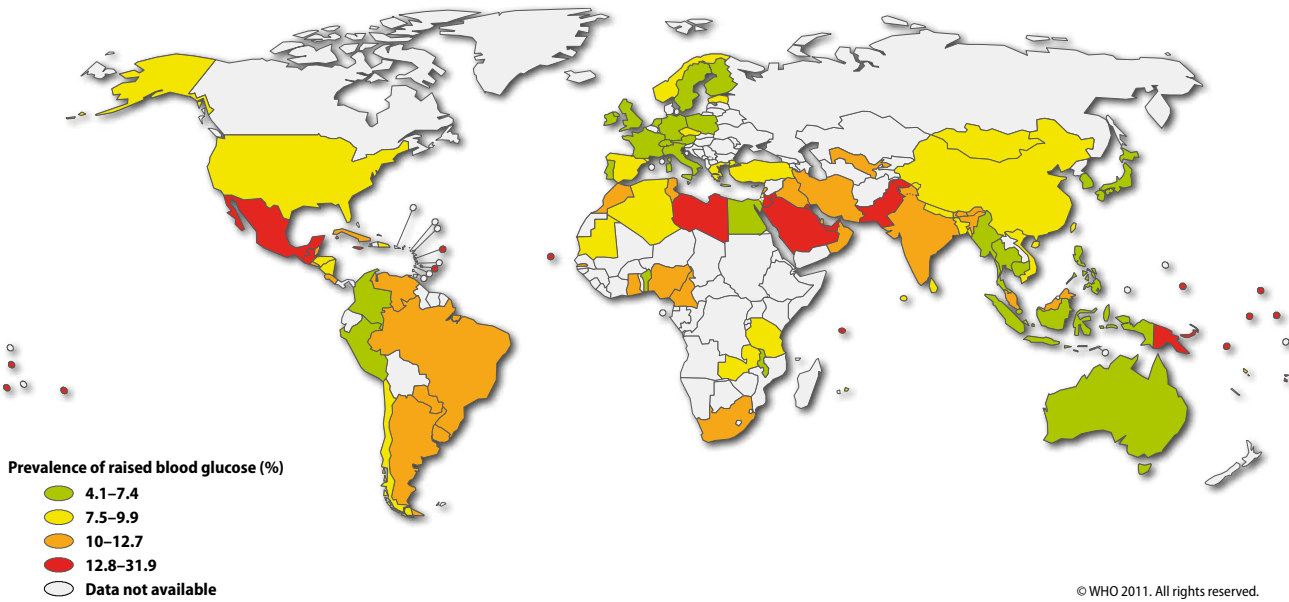 Prevalence of raised blood glucose (%)
4.1–7.4
7.5–9.9
10–12.7
12.8–31.9
Data not available
© WHO 2011. All rights reserved.